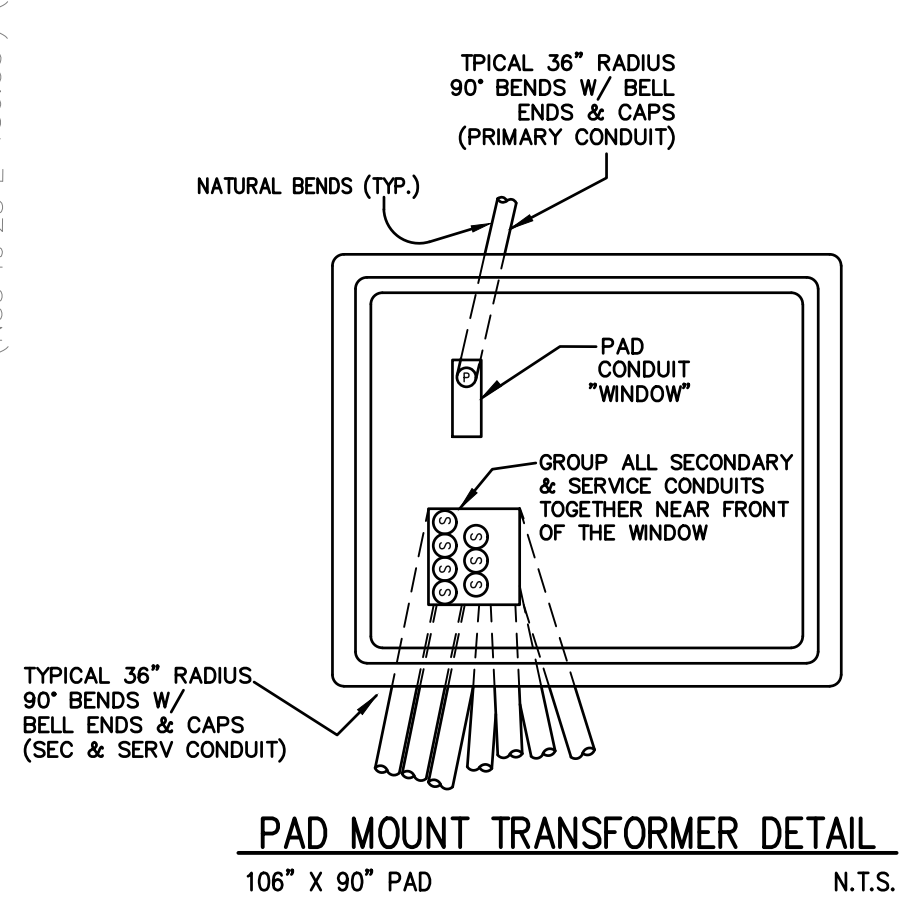 TPICAL 36" RADIUS
90° BENDS W/ BELL
ENDS & CAPS
(PRIMARY CONDUIT)
NATURAL BENDS (TYP.)
P
PAD
CONDUIT
"WINDOW"
GROUP ALL SECONDARY
& SERVICE CONDUITS
TOGETHER NEAR FRONT
OF THE WINDOW
S
S
S
S
S
S
S
TYPICAL 36" RADIUS
90° BENDS W/
BELL ENDS & CAPS
(SEC & SERV CONDUIT)
PAD MOUNT TRANSFORMER DETAIL
106" X 90" PAD
N.T.S.